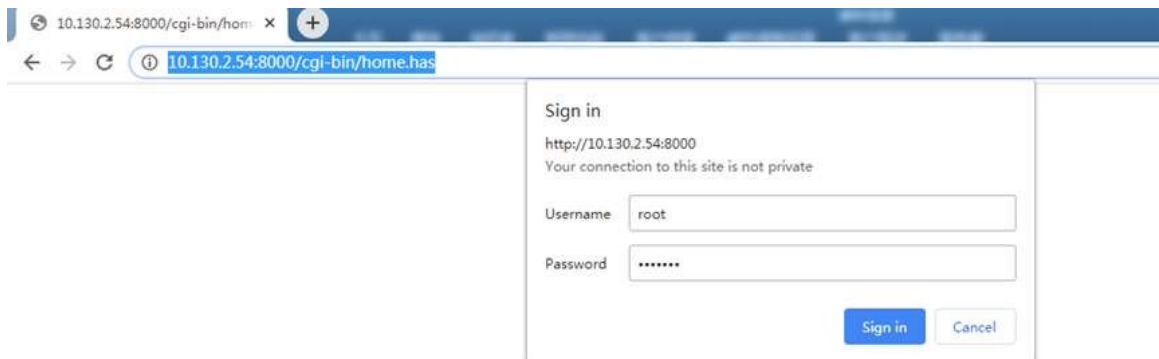 10.130.2.54:8000/cgi-bin/hom
10.130.2.54:8000/cgi-bin/home.has
Sign in
http://10.130.2.54:8000
Your connection to this site is not private
Username root
Password •••••••
Sign in Cancel